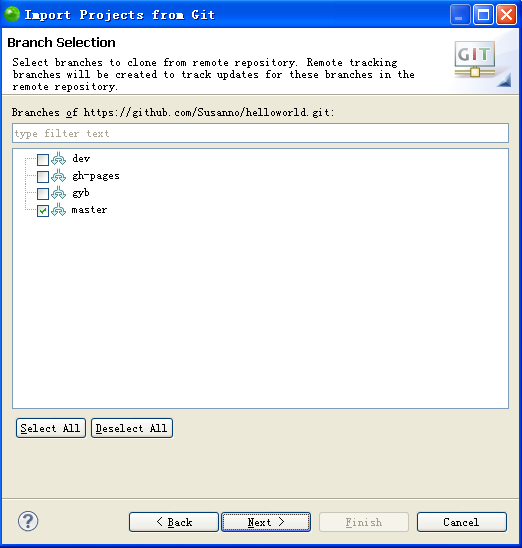 Import Projects from Git
Branch Selection
Select branches to clone from remote repository. Remote tracking
branches will be created to track updates for these branches in the
remote repository.
GIT
Branches of https://github.com/Susanno/helloworld.git:
type filter text
dev
gh-pages
gyb
master
Select All Deselect All
? < Back Next > Finish Cancel